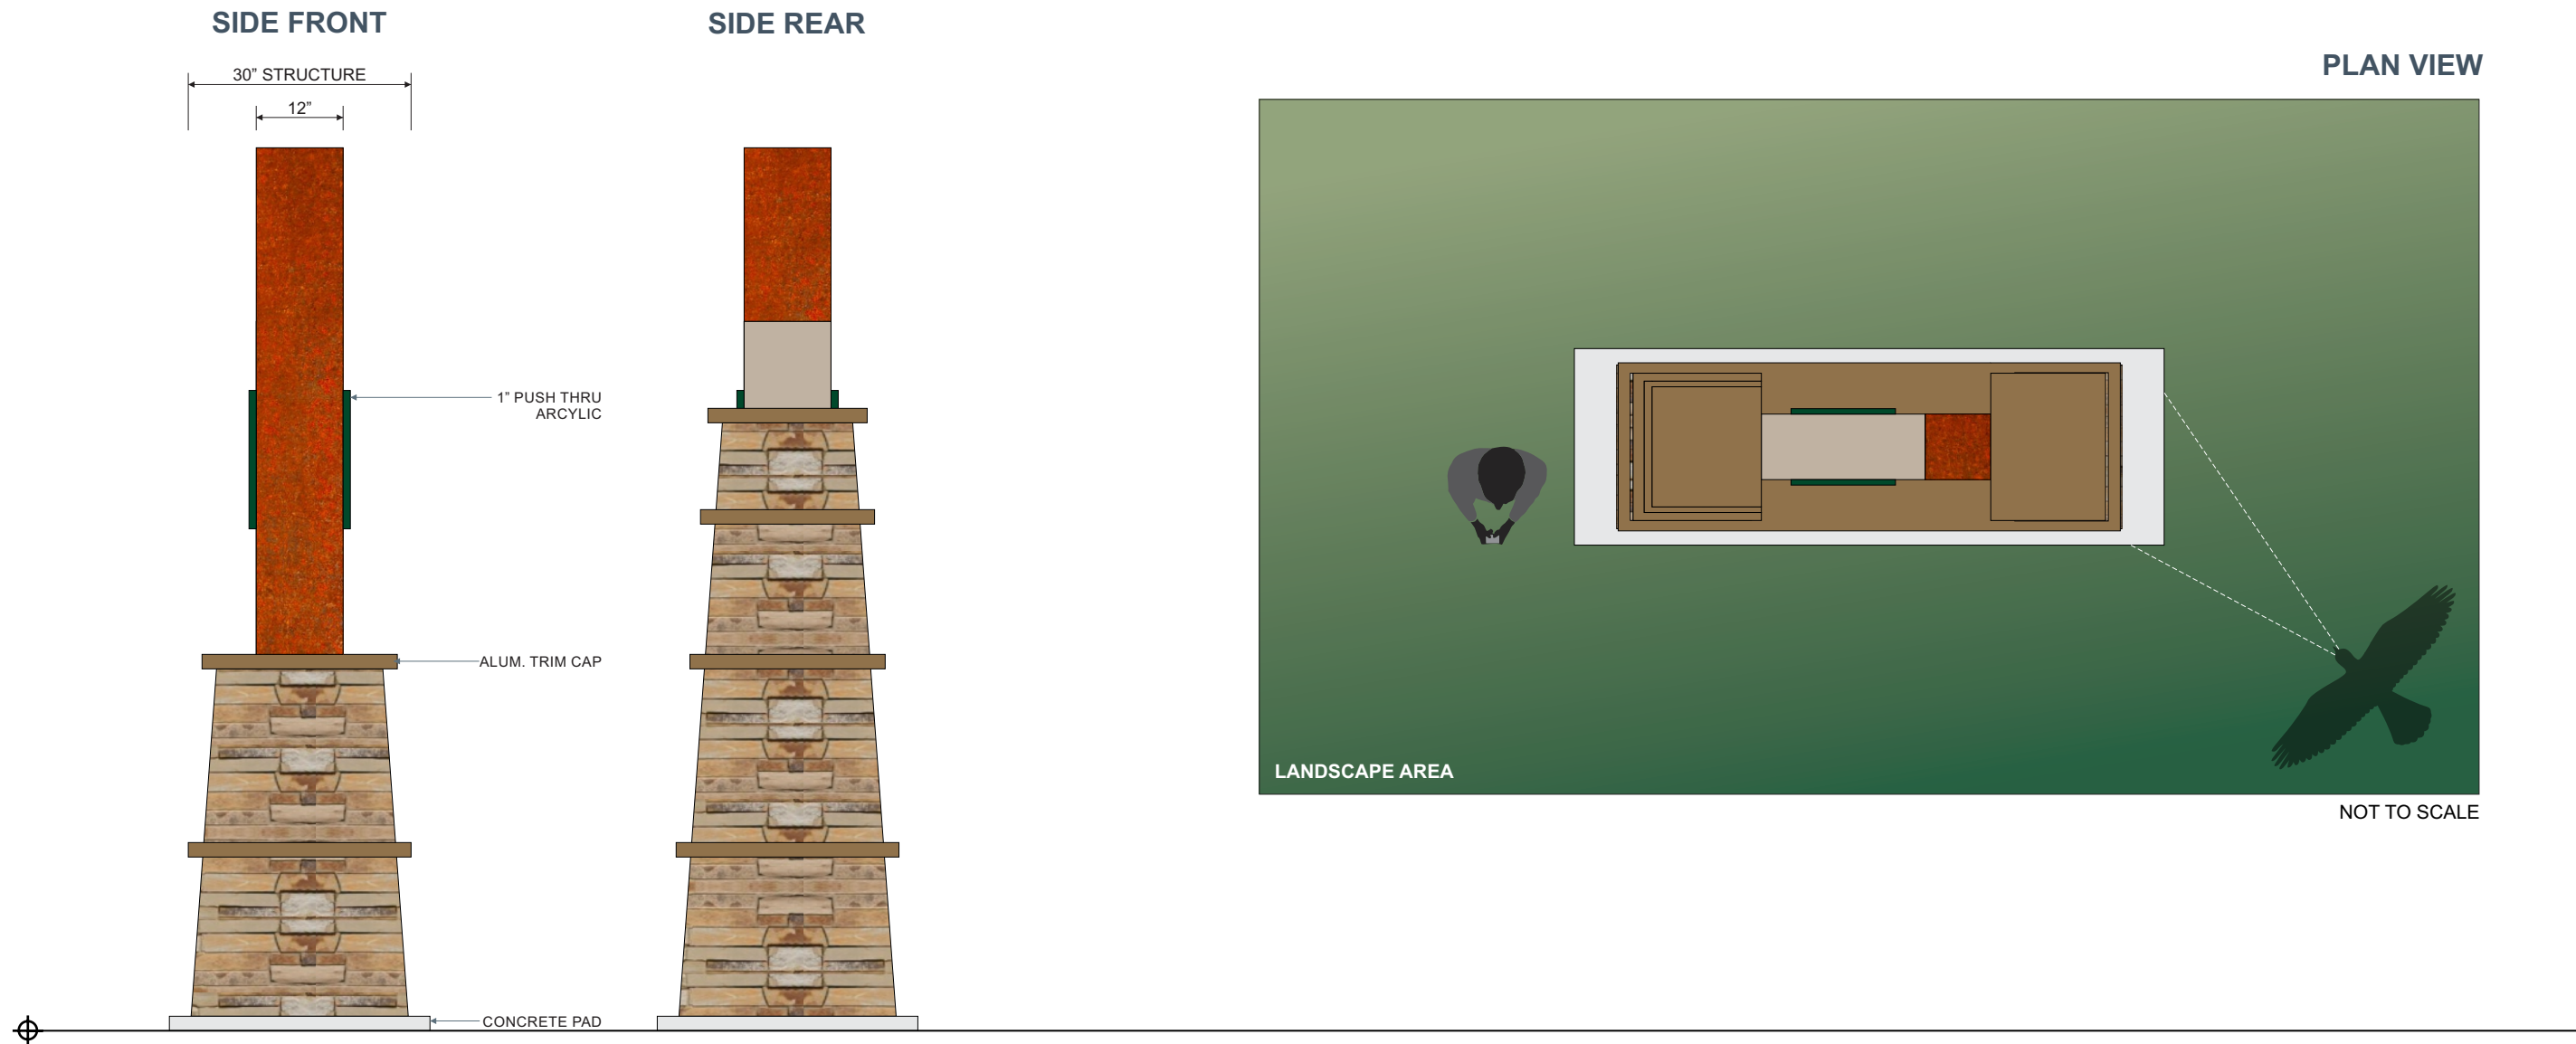 SIDE FRONT
SIDE REAR
PLAN VIEW
30” STRUCTURE
12”
1” PUSH THRU
ARCYLIC
ALUM. TRIM CAP
CONCRETE PAD
LANDSCAPE AREA
NOT TO SCALE